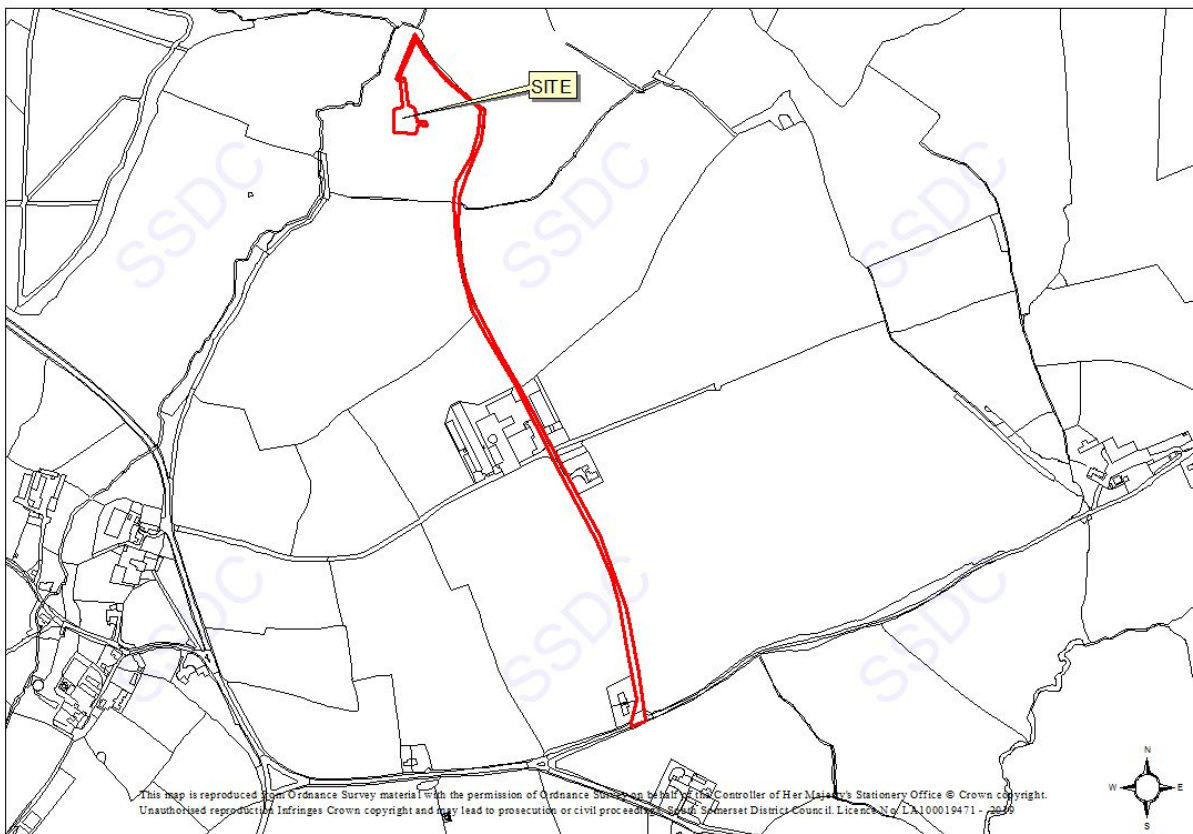 SITE
SSDC SSDC SSDC
SSDC SSDC SSDC
N
W E
S
This map is reproduced from Ordnance Survey material with the permission of Ordnance Survey on behalf of the Controller of Her Majesty's Stationery Office © Crown copyright.
Unauthorised reproduction Infringes Crown copyright and may lead to prosecution or civil proceedings. South Somerset District Council. Licence No. LA100019471 - 2019